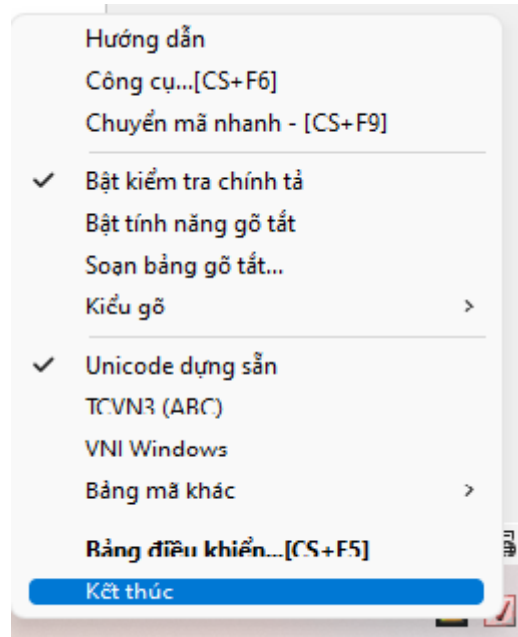 Hướng dẫn
Công cụ...[CS+F6]
Chuyển mã nhanh - [CS+F9]
Bật kiểm tra chính tả
Bật tính năng gõ tắt
Soạn bảng gõ tắt...
Kiểu gõ
Unicode dựng sẵn
TCVN3 (ABC)
VNI Windows
Bảng mã khác
Bảng điều khiển...[CS+F5]
Kết thúc